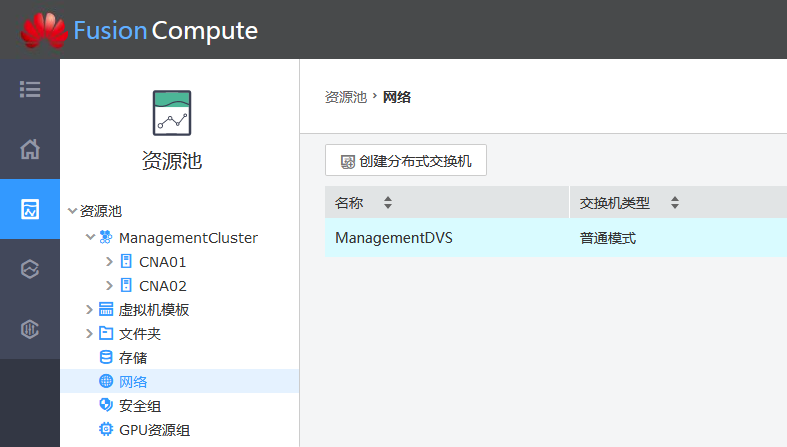 FusionCompute
资源池
资源池 › 网络
创建分布式交换机
资源池
ManagementCluster
CNA01
CNA02
虚拟机模板
文件夹
存储
网络
安全组
GPU资源组
名称 交换机类型
ManagementDVS 普通模式